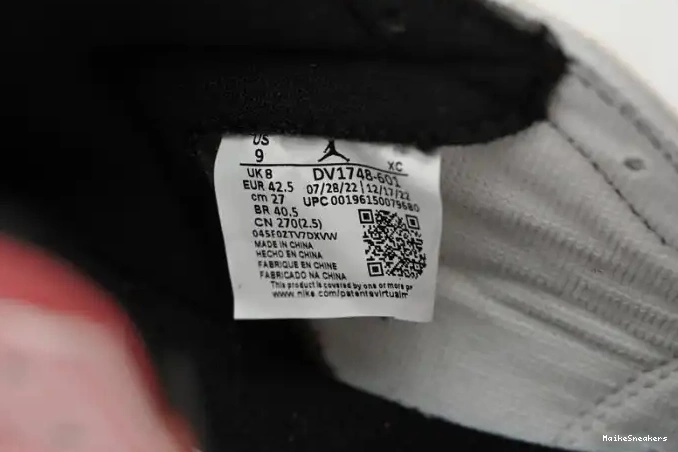 US
9
XC
UK 8
DV1748-601
EUR 42.5
07/28/22 | 12/17/22
cm 27
UPC 00196150079680
BR 40.5
CN 270(2.5)
MADE IN CHINA
HECHO EN CHINA
FABRIQUE EN CHINE
FABRICADO NA CHINA
This product is covered by one or more pa
www.nike.com/patents
MaikeSneakers